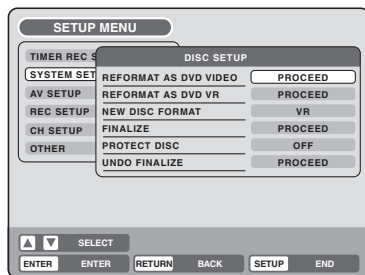 SETUP MENU
TIMER REC S
SYSTEM SET
AV SETUP
REC SETUP
CH SETUP
OTHER
DISC SETUP
REFORMAT AS DVD VIDEO PROCEED
REFORMAT AS DVD VR PROCEED
NEW DISC FORMAT VR
FINALIZE PROCEED
PROTECT DISC OFF
UNDO FINALIZE PROCEED
SELECT
ENTER ENTER RETURN BACK SETUP END